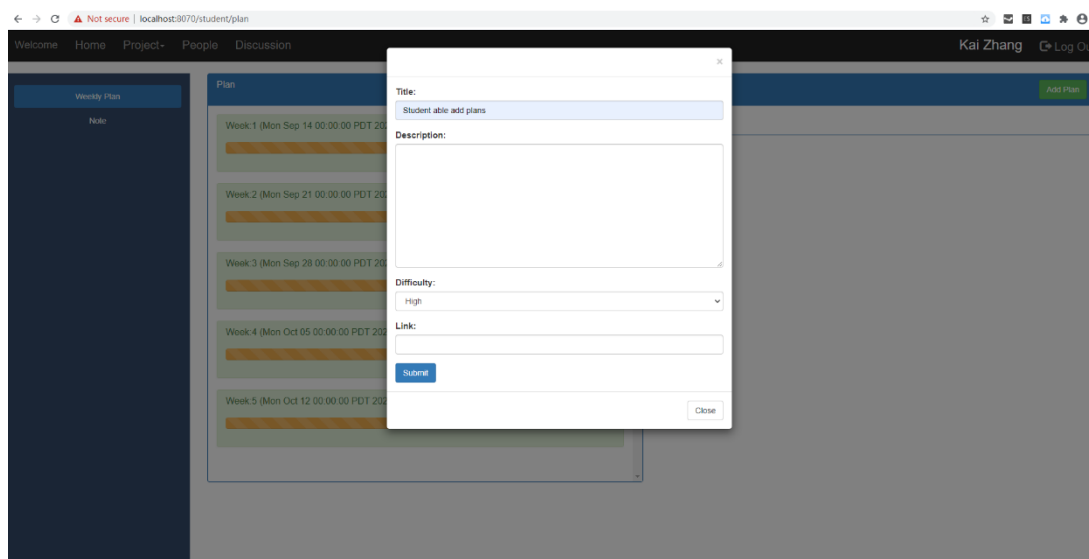 Not secure | localhost:8070/student/plan
Welcome Home Project People Discussion Kai Zhang Log Ou
×
Weekly Plan
Note
Plan
Add Plan
Title:
Student able add plans
Week:1 (Mon Sep 14 00:00:00 PDT 202
Description:
Week:2 (Mon Sep 21 00:00:00 PDT 202
Week:3 (Mon Sep 28 00:00:00 PDT 20
Difficulty:
High
Link:
Week:4 (Mon Oct 05 00:00:00 PDT 202
Submit
Week:5 (Mon Oct 12 00:00:00 PDT 202
Close